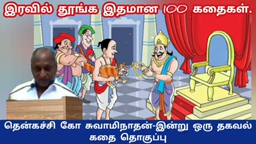 இரவில் தூங்க இதமான 100 கதைகள்.
தென்கச்சி கோ சுவாமிநாதன்-இன்று ஒரு தகவல்
கதை தொகுப்பு